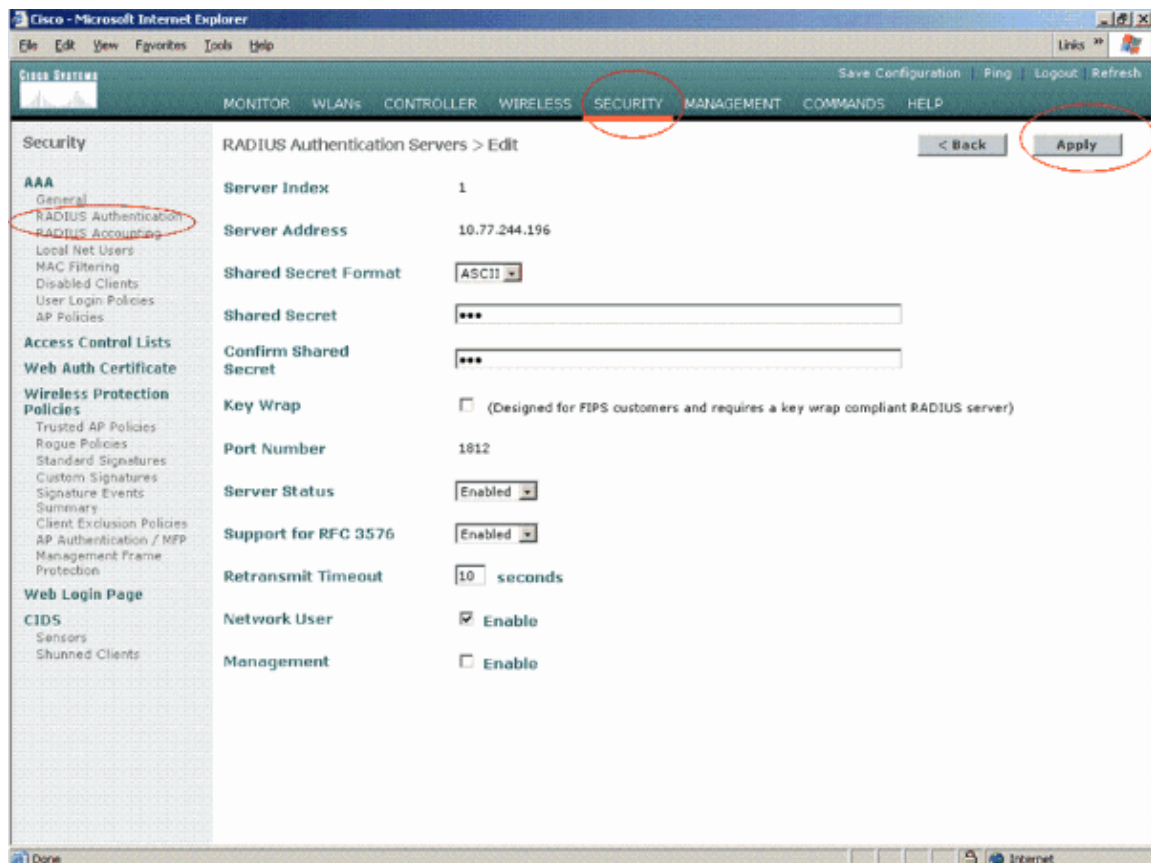 Cisco - Microsoft Internet Explorer
File Edit View Favorites Tools Help
Links »
CISCO SYSTEMS
Save Configuration | Ping | Logout | Refresh
MONITOR WLANs CONTROLLER WIRELESS SECURITY MANAGEMENT COMMANDS HELP
Security
AAA
General
RADIUS Authentication
RADIUS Accounting
Local Net Users
MAC Filtering
Disabled Clients
User Login Policies
AP Policies
Access Control Lists
Web Auth Certificate
Wireless Protection
Policies
Trusted AP Policies
Rogue Policies
Standard Signatures
Custom Signatures
Signature Events
Summary
Client Exclusion Policies
AP Authentication / MFP
Management Frame
Protection
Web Login Page
CIDS
Sensors
Shunned Clients
RADIUS Authentication Servers > Edit
< Back Apply
Server Index 1
Server Address 10.77.244.196
Shared Secret Format ASCII
Shared Secret •••
Confirm Shared
Secret •••
Key Wrap (Designed for FIPS customers and requires a key wrap compliant RADIUS server)
Port Number 1812
Server Status Enabled
Support for RFC 3576 Enabled
Retransmit Timeout 10 seconds
Network User Enable
Management Enable
Done
Internet